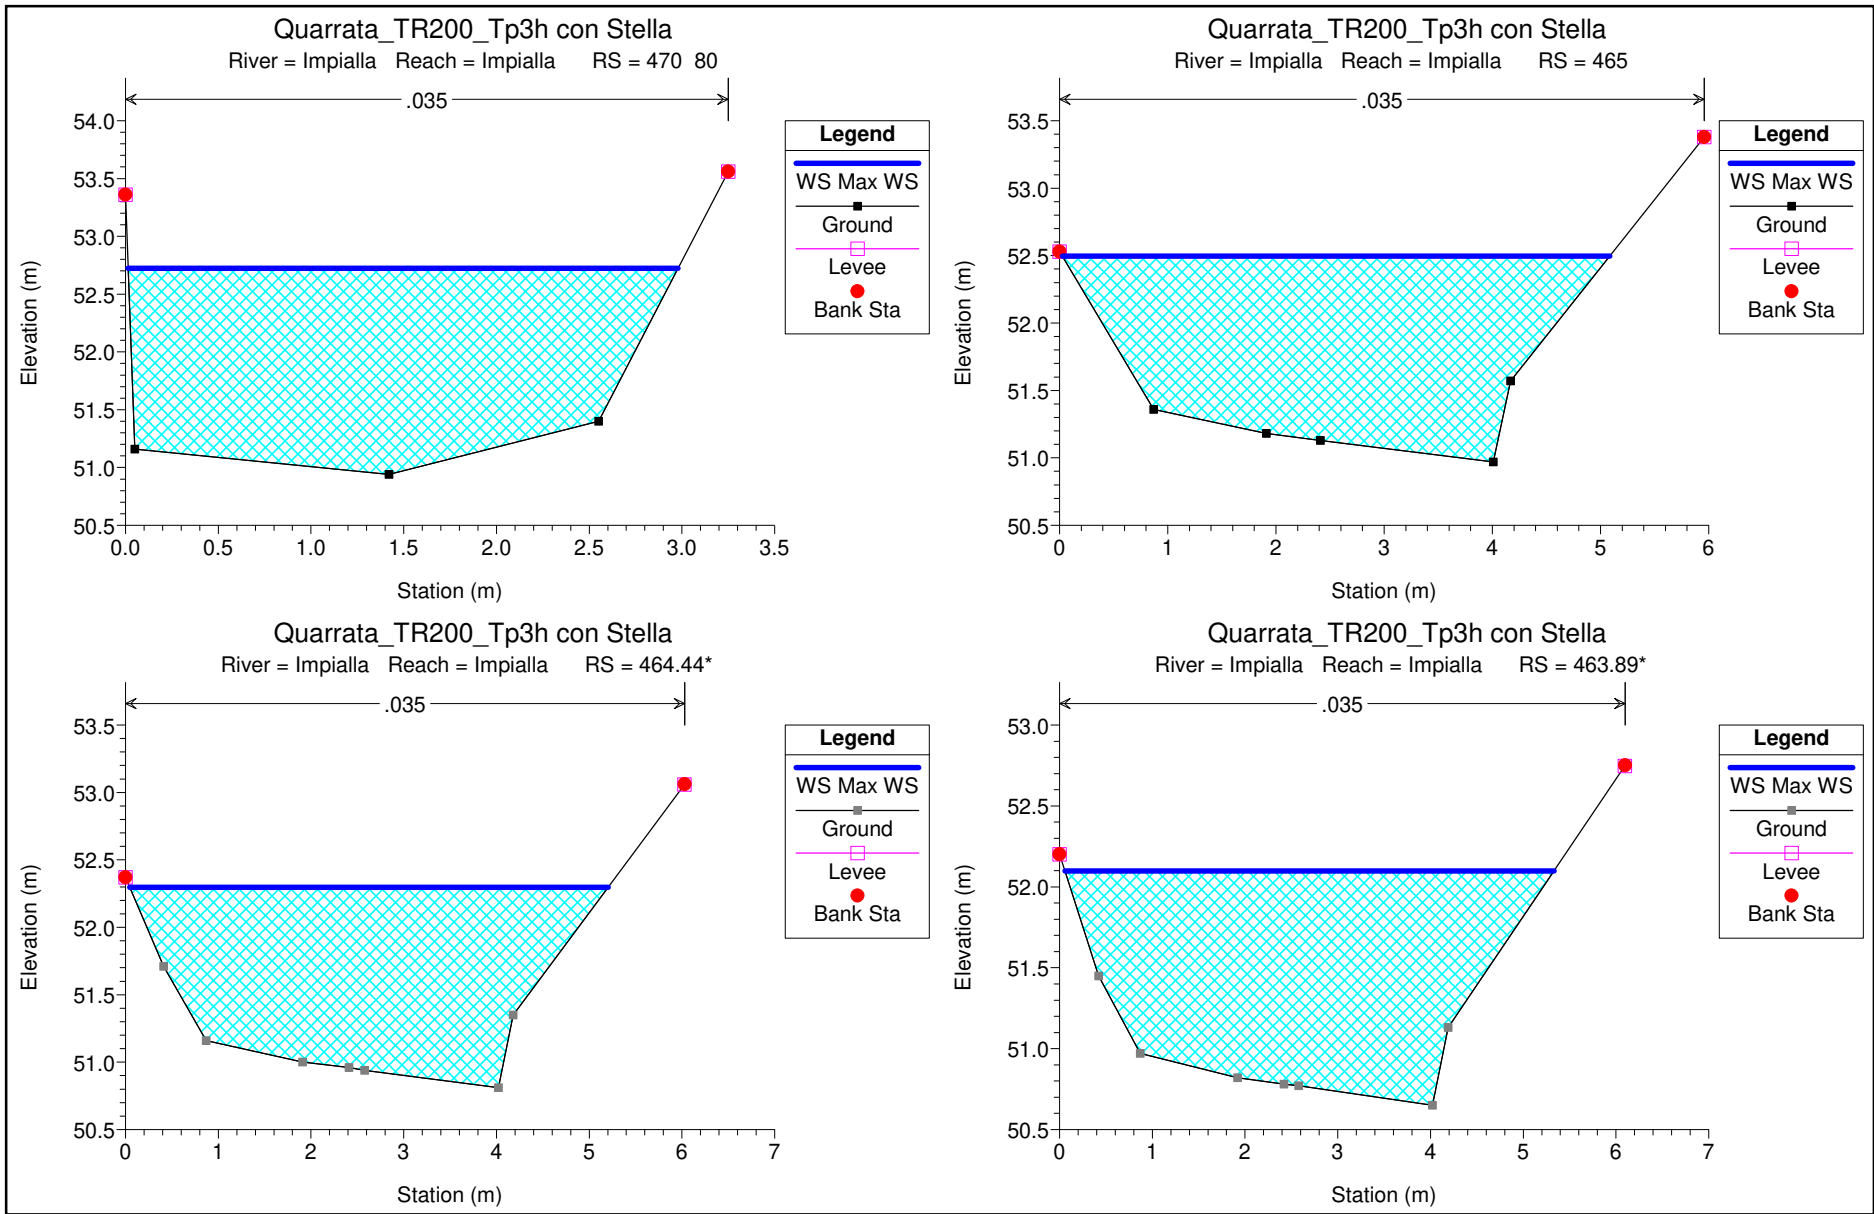 Quarrata_TR200_Tp3h con Stella
River = Impialla Reach = Impialla RS = 470 80
.035
54.0
53.5
53.0
52.5
52.0
51.5
51.0
50.5
0.0 0.5 1.0 1.5 2.0 2.5 3.0 3.5
Elevation (m)
Station (m)
Legend
WS Max WS
Ground
Levee
Bank Sta
Quarrata_TR200_Tp3h con Stella
River = Impialla Reach = Impialla RS = 465
.035
53.5
53.0
52.5
52.0
51.5
51.0
50.5
0 1 2 3 4 5 6
Elevation (m)
Station (m)
Legend
WS Max WS
Ground
Levee
Bank Sta
Quarrata_TR200_Tp3h con Stella
River = Impialla Reach = Impialla RS = 464.44*
.035
53.5
53.0
52.5
52.0
51.5
51.0
50.5
0 1 2 3 4 5 6 7
Elevation (m)
Station (m)
Legend
WS Max WS
Ground
Levee
Bank Sta
Quarrata_TR200_Tp3h con Stella
River = Impialla Reach = Impialla RS = 463.89*
.035
53.0
52.5
52.0
51.5
51.0
50.5
0 1 2 3 4 5 6 7
Elevation (m)
Station (m)
Legend
WS Max WS
Ground
Levee
Bank Sta